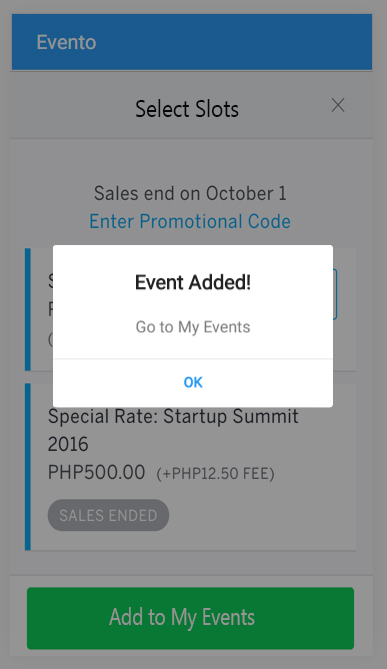 Evento
Select Slots
Sales end on October 1
Enter Promotional Code
Event Added!
Go to My Events
OK
Special Rate: Startup Summit
2016
PHP500.00 (+PHP12.50 FEE)
SALES ENDED
Add to My Events